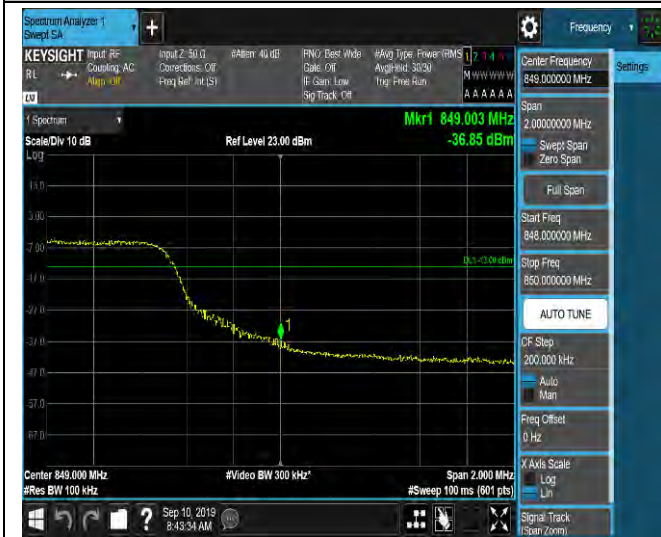 Spectrum Analyzer 1
Swept SA
Frequency
KEYSIGHT
Input: RF
Input Z: 50 Ω
#Atten: 40 dB
PNO: Best Wide
#Avg Type: Power (RMS
1 2 3 4 5 6
RL
Coupling: AC
Corrections: Off
Gate: Off
Avg|Hold: 30/30
M W W W W W
Align: Off
Freq Ref: Int (S)
IF Gain: Low
Trig: Free Run
Sig Track: Off
A A A A A A
Center Frequency
849.000000 MHz
Settings
Span
2.00000000 MHz
Swept Span
Zero Span
Full Span
Start Freq
848.000000 MHz
Stop Freq
850.000000 MHz
AUTO TUNE
CF Step
200.000 kHz
Auto
Man
Freq Offset
0 Hz
X Axis Scale
Log
Lin
Signal Track
(Span Zoom)
1 Spectrum
Mkr1 849.003 MHz
Scale/Div 10 dB
Ref Level 23.00 dBm
-36.85 dBm
Log
13.0
3.00
-7.00
DL1 -13.00 dBm
-17.0
-27.0
1
-37.0
-47.0
-57.0
-67.0
Center 849.000 MHz
#Video BW 300 kHz*
Span 2.000 MHz
#Res BW 100 kHz
#Sweep 100 ms (601 pts)
Sep 10, 2019
8:43:34 AM